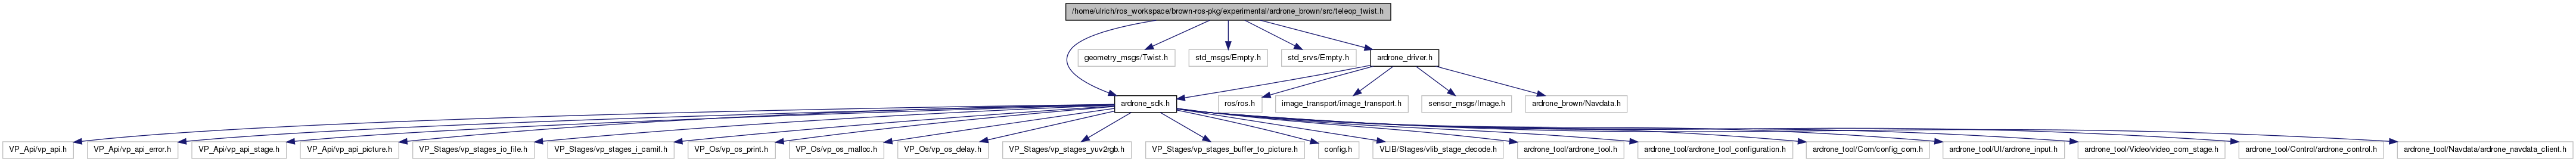 /home/ulrich/ros_workspace/brown-ros-pkg/experimental/ardrone_brown/src/teleop_twist.h
geometry_msgs/Twist.h
std_msgs/Empty.h
std_srvs/Empty.h
ardrone_driver.h
ardrone_sdk.h
ros/ros.h
image_transport/image_transport.h
sensor_msgs/Image.h
ardrone_brown/Navdata.h
VP_Api/vp_api.h
VP_Api/vp_api_error.h
VP_Api/vp_api_stage.h
VP_Api/vp_api_picture.h
VP_Stages/vp_stages_io_file.h
VP_Stages/vp_stages_i_camif.h
VP_Os/vp_os_print.h
VP_Os/vp_os_malloc.h
VP_Os/vp_os_delay.h
VP_Stages/vp_stages_yuv2rgb.h
VP_Stages/vp_stages_buffer_to_picture.h
config.h
VLIB/Stages/vlib_stage_decode.h
ardrone_tool/ardrone_tool.h
ardrone_tool/ardrone_tool_configuration.h
ardrone_tool/Com/config_com.h
ardrone_tool/UI/ardrone_input.h
ardrone_tool/Video/video_com_stage.h
ardrone_tool/Control/ardrone_control.h
ardrone_tool/Navdata/ardrone_navdata_client.h